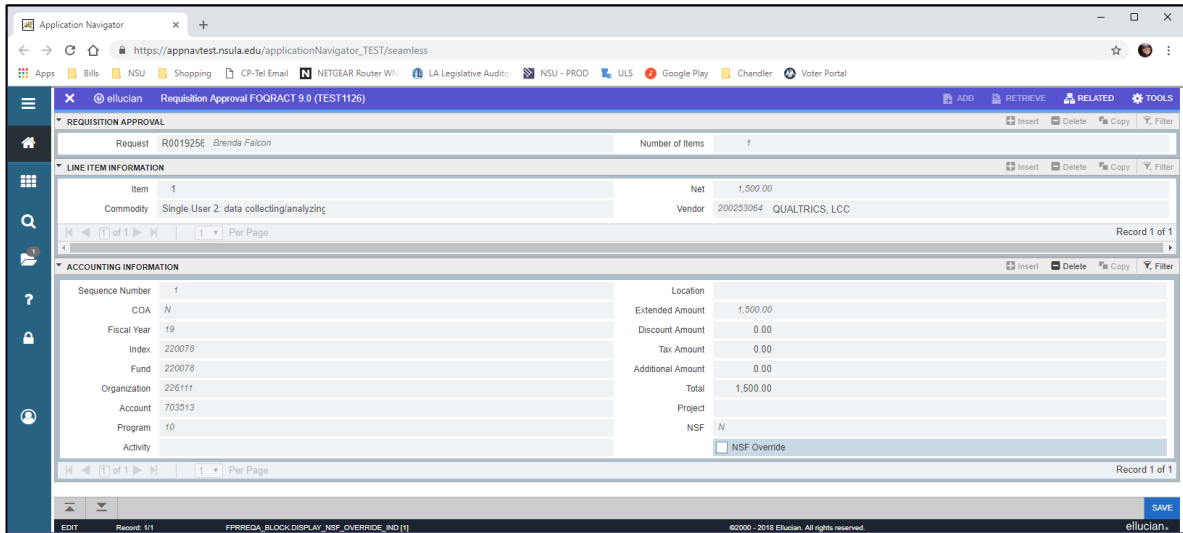 Application Navigator × +
https://appnavtest.nsula.edu/applicationNavigator_TEST/seamless
Apps Bills NSU Shopping CP-Tel Email NETGEAR Router WN LA Legislative Audito NSU - PROD ULS Google Play Chandler Voter Portal
× ellucian Requisition Approval FOQRACT 9.0 (TEST1126) ADD RETRIEVE RELATED TOOLS
REQUISITION APPROVAL Insert Delete Copy Filter
Request R0019256 Brenda Falcon Number of Items 1
LINE ITEM INFORMATION Insert Delete Copy Filter
Item 1 Net 1,500.00
Commodity Single User 2: data collecting/analyzing Vendor 200253064 QUALTRICS, LCC
1 of 1 1 Per Page Record 1 of 1
ACCOUNTING INFORMATION Insert Delete Copy Filter
Sequence Number 1 Location
COA N Extended Amount 1,500.00
Fiscal Year 19 Discount Amount 0.00
Index 220078 Tax Amount 0.00
Fund 220078 Additional Amount 0.00
Organization 226111 Total 1,500.00
Account 703513 Project
Program 10 NSF N
Activity NSF Override
1 of 1 1 Per Page Record 1 of 1
SAVE
EDIT Record: 1/1 FPRREQA_BLOCK.DISPLAY_NSF_OVERRIDE_IND [1] ©2000 - 2018 Ellucian. All rights reserved. ellucian.